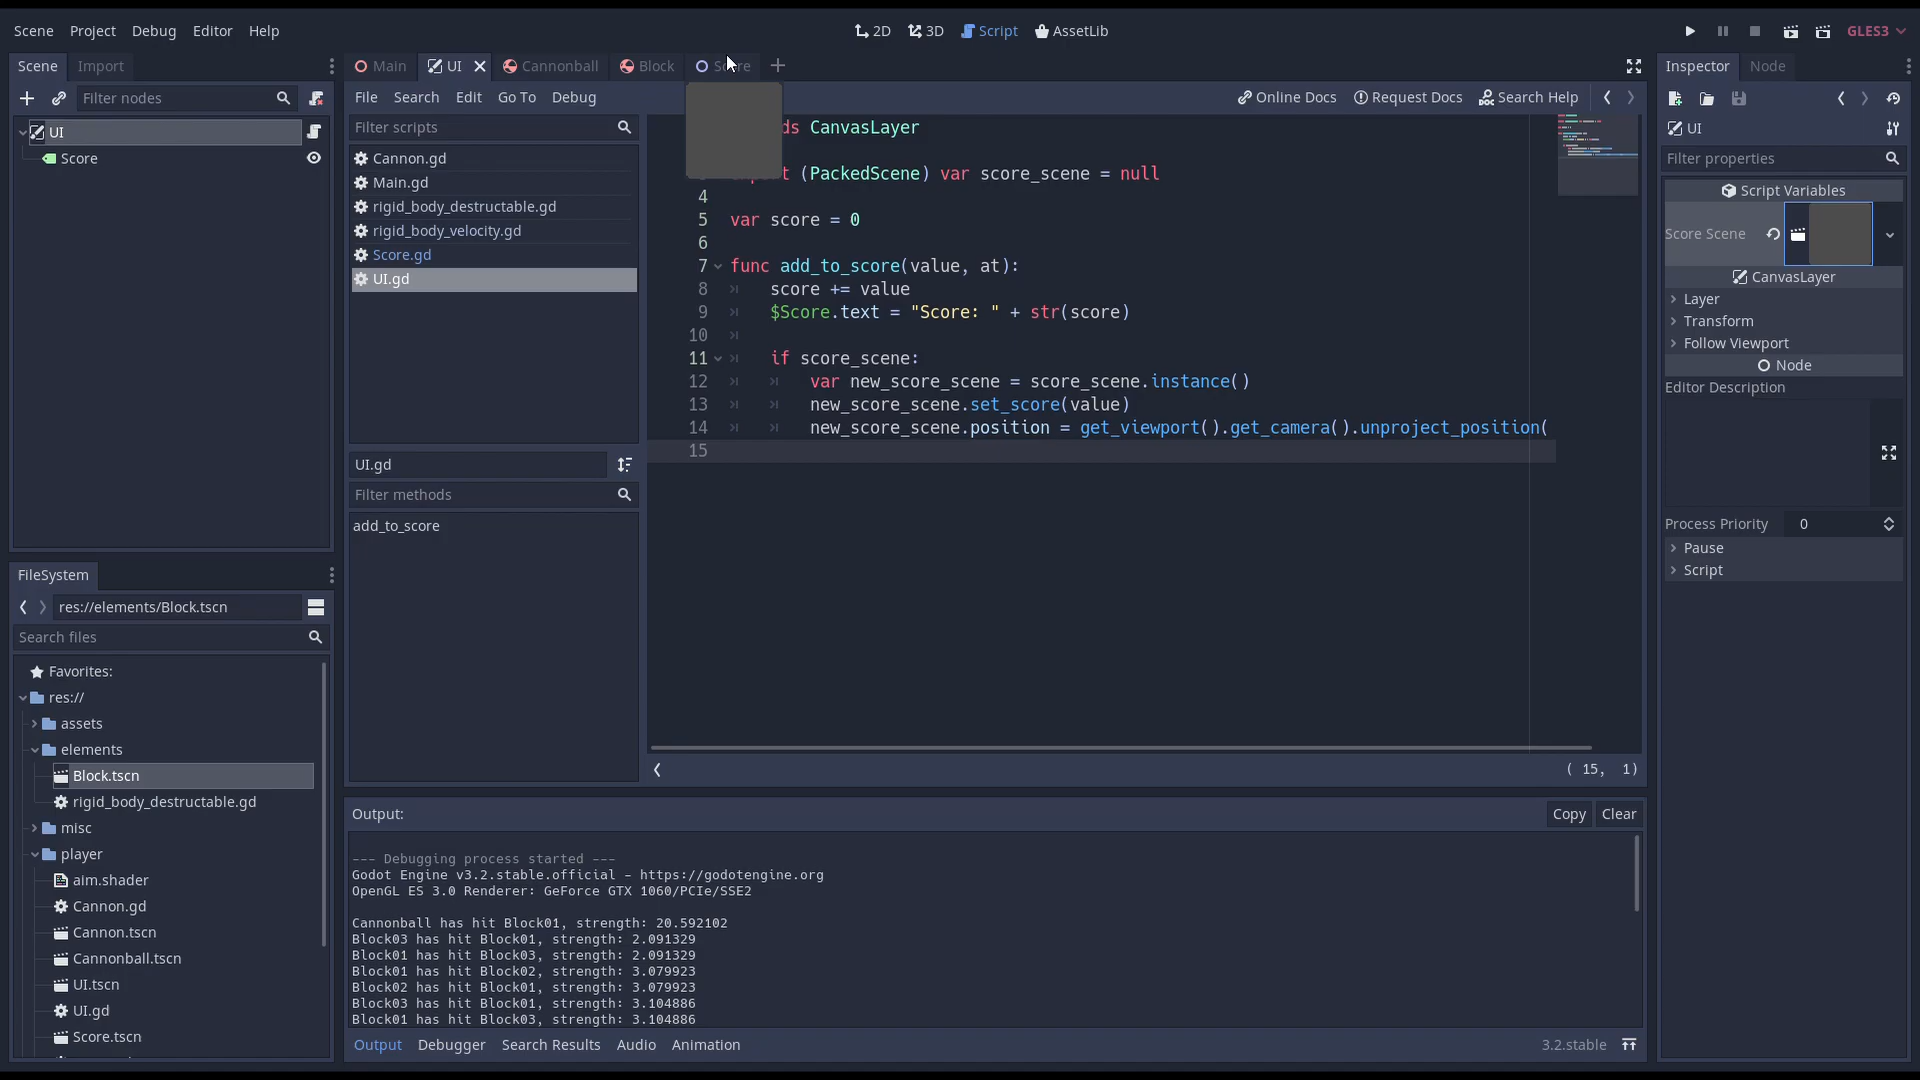 Scene Project Debug Editor Help
2D 3D Script AssetLib
GLES3
Scene Import
Filter nodes
UI
Score
FileSystem
res://elements/Block.tscn
Search files
Favorites:
res://
assets
elements
Block.tscn
rigid_body_destructable.gd
misc
player
aim.shader
Cannon.gd
Cannon.tscn
Cannonball.tscn
UI.tscn
UI.gd
Score.tscn
Main UI Cannonball Block
File Search Edit Go To Debug
Online Docs Request Docs Search Help
Filter scripts
Cannon.gd
Main.gd
rigid_body_destructable.gd
rigid_body_velocity.gd
Score.gd
UI.gd
UI.gd
Filter methods
add_to_score
CanvasLayer
(PackedScene) var score_scene = null
4
5 var score = 0
6
7 func add_to_score(value, at):
8 score += value
9 $Score.text = "Score: " + str(score)
10
11 if score_scene:
12 var new_score_scene = score_scene.instance()
13 new_score_scene.set_score(value)
14 new_score_scene.position = get_viewport().get_camera().unproject_position(
15
( 15, 1)
Output:
Copy Clear
--- Debugging process started ---
Godot Engine v3.2.stable.official - https://godotengine.org
OpenGL ES 3.0 Renderer: GeForce GTX 1060/PCIe/SSE2
Cannonball has hit Block01, strength: 20.592102
Block03 has hit Block01, strength: 2.091329
Block01 has hit Block03, strength: 2.091329
Block01 has hit Block02, strength: 3.079923
Block02 has hit Block01, strength: 3.079923
Block03 has hit Block01, strength: 3.104886
Block01 has hit Block03, strength: 3.104886
Output Debugger Search Results Audio Animation
3.2.stable
Inspector Node
UI
Filter properties
Script Variables
Score Scene
CanvasLayer
Layer
Transform
Follow Viewport
Node
Editor Description
Process Priority 0
Pause
Script